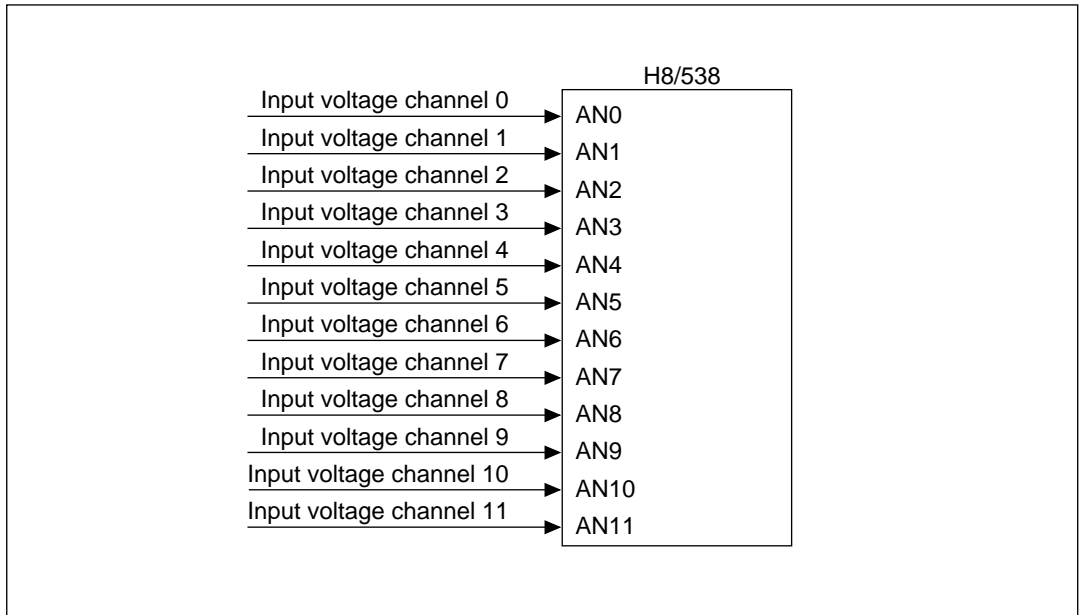 H8/538
Input voltage channel 0 AN0
Input voltage channel 1 AN1
Input voltage channel 2 AN2
Input voltage channel 3 AN3
Input voltage channel 4 AN4
Input voltage channel 5 AN5
Input voltage channel 6 AN6
Input voltage channel 7 AN7
Input voltage channel 8 AN8
Input voltage channel 9 AN9
Input voltage channel 10 AN10
Input voltage channel 11 AN11